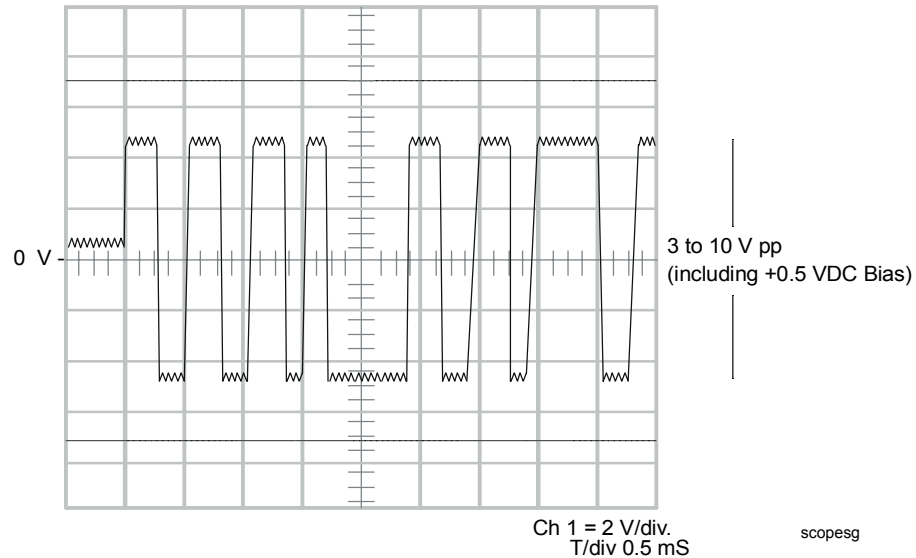 0 V
3 to 10 V pp
(including +0.5 VDC Bias)
Ch 1 = 2 V/div.
T/div 0.5 mS
scopesg